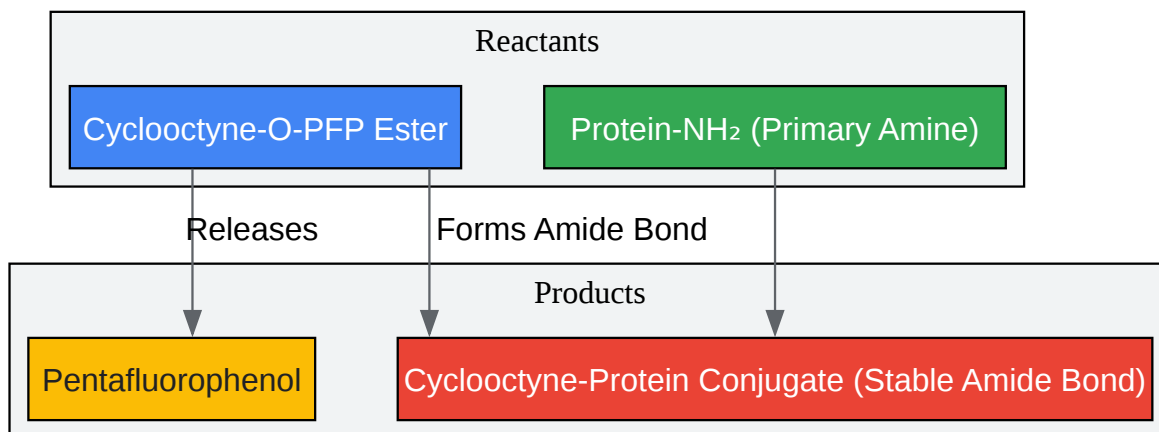 Reactants
Cyclooctyne-O-PFP Ester
Protein-NH₂ (Primary Amine)
Releases
Forms Amide Bond
Products
Pentafluorophenol
Cyclooctyne-Protein Conjugate (Stable Amide Bond)